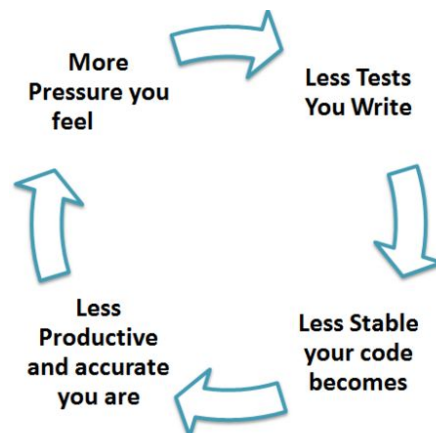 More
Pressure you
feel
Less Tests
You Write
Less Stable
your code
becomes
Less
Productive
and accurate
you are